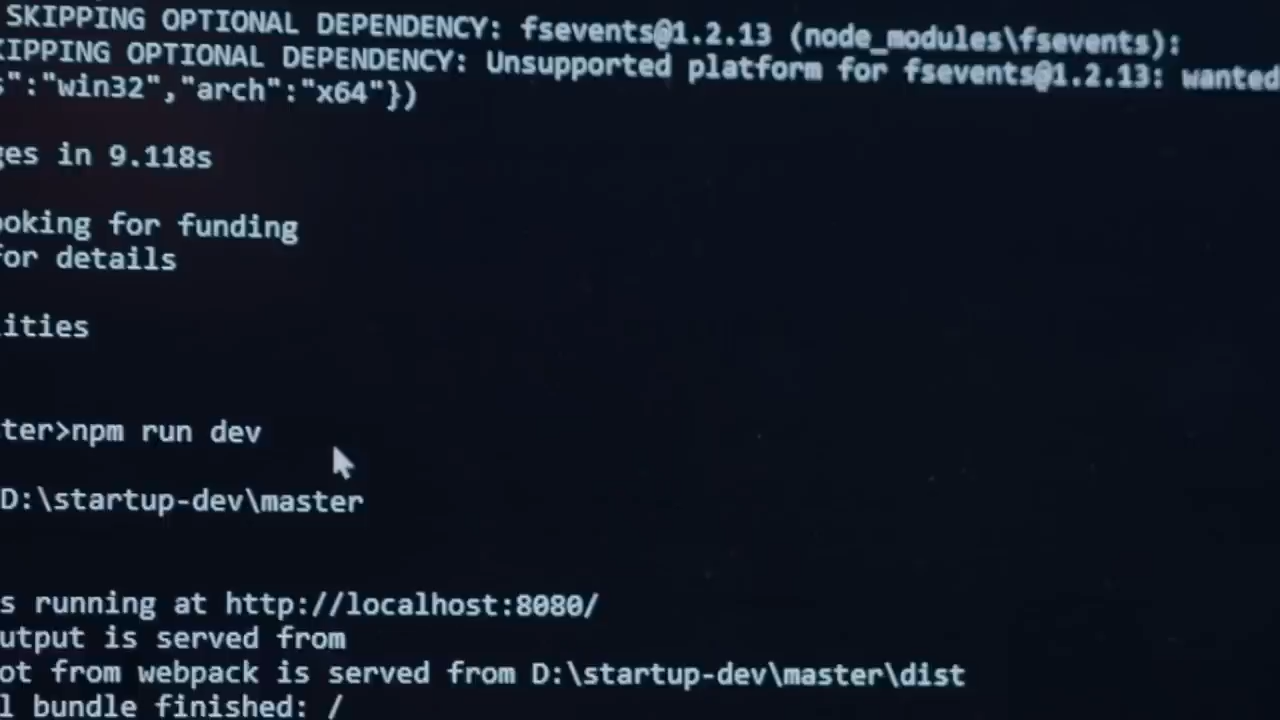 SKIPPING OPTIONAL DEPENDENCY: fsevents@1.2.13 (node_modules\fsevents):
KIPPING OPTIONAL DEPENDENCY: Unsupported platform for fsevents@1.2.13: wanted
s":"win32","arch":"x64"})
ges in 9.118s
ooking for funding
for details
ities
ter>npm run dev
D:\startup-dev\master
s running at http://localhost:8080/
utput is served from
ot from webpack is served from D:\startup-dev\master\dist
l bundle finished: /